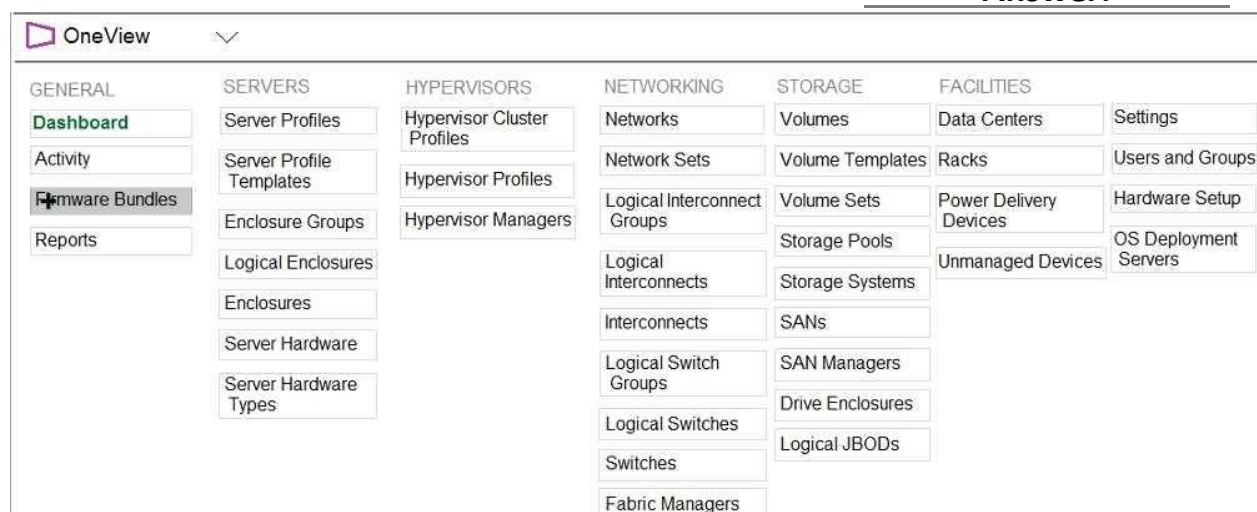 OneView
GENERAL
Dashboard
Activity
Firmware Bundles
Reports
SERVERS
Server Profiles
Server Profile
Templates
Enclosure Groups
Logical Enclosures
Enclosures
Server Hardware
Server Hardware
Types
HYPERVISORS
Hypervisor Cluster
Profiles
Hypervisor Profiles
Hypervisor Managers
NETWORKING
Networks
Network Sets
Logical Interconnect
Groups
Logical
Interconnects
Interconnects
Logical Switch
Groups
Logical Switches
Switches
Fabric Managers
STORAGE
Volumes
Volume Templates
Volume Sets
Storage Pools
Storage Systems
SANs
SAN Managers
Drive Enclosures
Logical JBODs
FACILITIES
Data Centers
Racks
Power Delivery
Devices
Unmanaged Devices
Settings
Users and Groups
Hardware Setup
OS Deployment
Servers